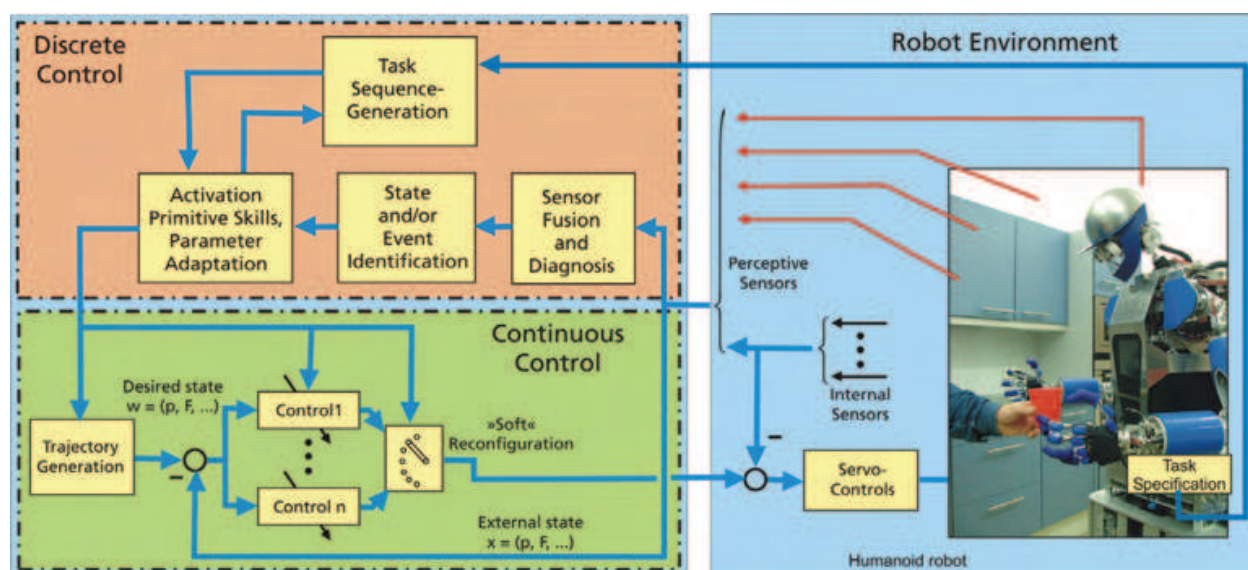 Discrete
Control
Task
Sequence-
Generation
Activation
Primitive Skills,
Parameter
Adaptation
State
and/or
Event
Identification
Sensor
Fusion
and
Diagnosis
Continuous
Control
Desired state
w = (p, F, ...)
Trajectory
Generation
Control1
Control n
»Soft«
Reconfiguration
External state
x = (p, F, ...)
Robot Environment
Perceptive
Sensors
Internal
Sensors
Servo-
Controls
Task
Specification
Humanoid robot